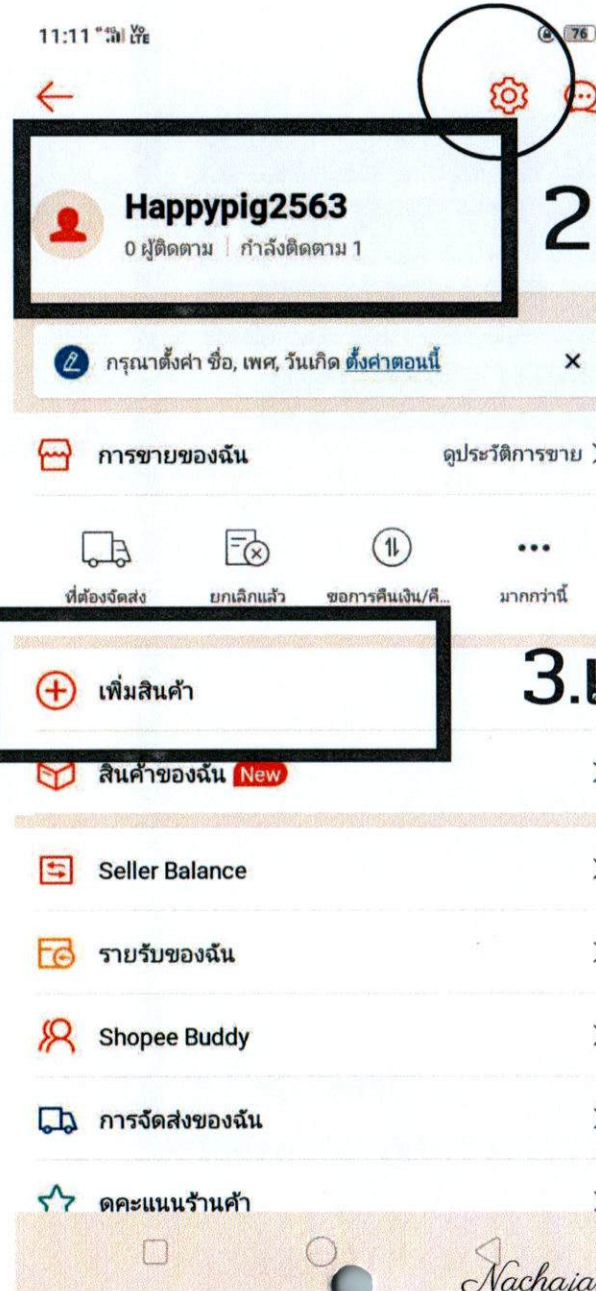 11:11 4G Vo LTE 76
Happypig2563
2
0 ผู้ติดตาม | กำลังติดตาม 1
กรุณาตั้งค่า ชื่อ, เพศ, วันเกิด ตั้งค่าตอนนี้
การขายของฉัน ดูประวัติการขาย
ที่ต้องจัดส่ง ยกเลิกแล้ว ขอการคืนเงิน/คื... มากกว่านี้
เพิ่มสินค้า 3.
สินค้าของฉัน New
Seller Balance
รายรับของฉัน
Shopee Buddy
การจัดส่งของฉัน
ดคะแนนร้านค้า
Nachaja